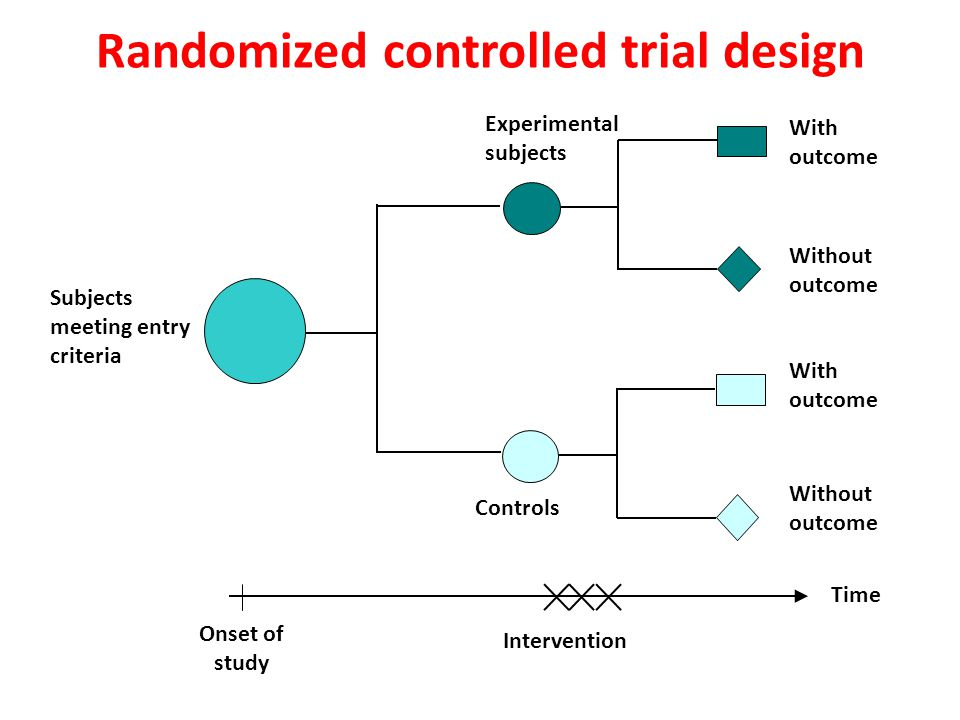 Randomized controlled trial design
Experimental
subjects
With
outcome
Without
outcome
Subjects
meeting entry
criteria
With
outcome
Controls
Without
outcome
Time
Onset of
study
Intervention